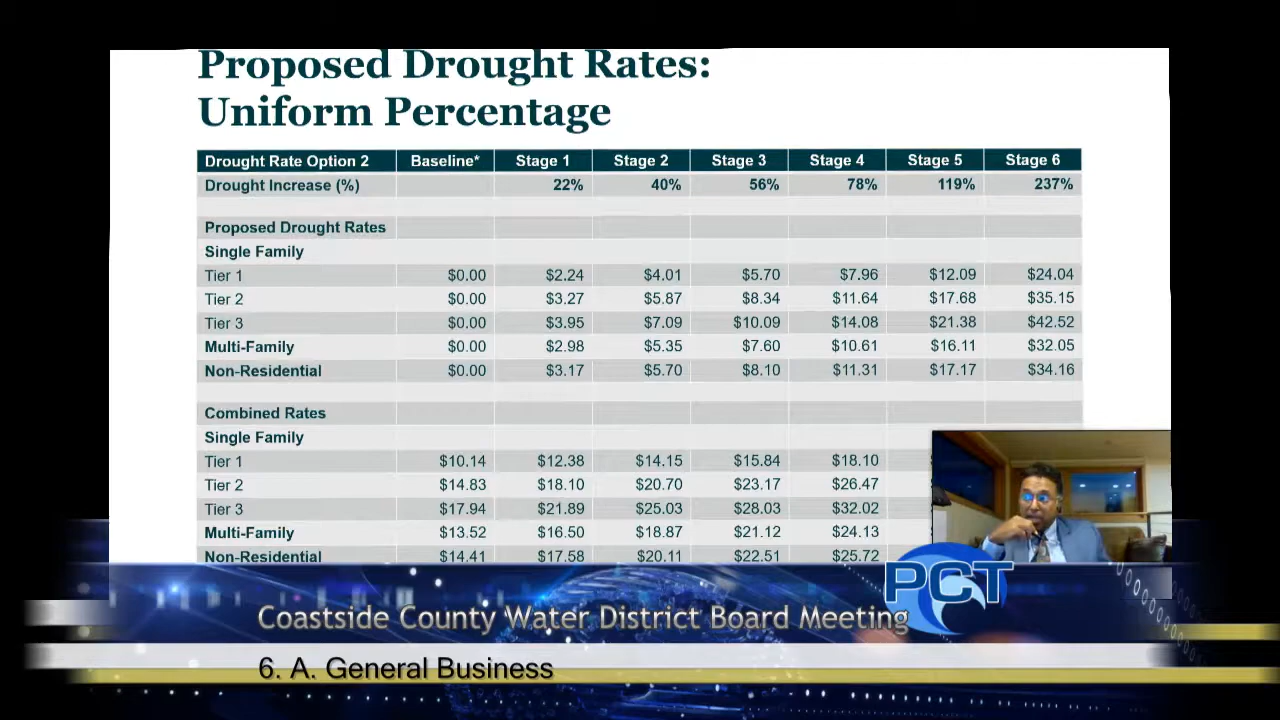 Proposed Drought Rates:
Uniform Percentage
Drought Rate Option 2 Baseline* Stage 1 Stage 2 Stage 3 Stage 4 Stage 5 Stage 6
Drought Increase (%) 22% 40% 56% 78% 119% 237%
Proposed Drought Rates
Single Family
Tier 1 $0.00 $2.24 $4.01 $5.70 $7.96 $12.09 $24.04
Tier 2 $0.00 $3.27 $5.87 $8.34 $11.64 $17.68 $35.15
Tier 3 $0.00 $3.95 $7.09 $10.09 $14.08 $21.38 $42.52
Multi-Family $0.00 $2.98 $5.35 $7.60 $10.61 $16.11 $32.05
Non-Residential $0.00 $3.17 $5.70 $8.10 $11.31 $17.17 $34.16
Combined Rates
Single Family
Tier 1 $10.14 $12.38 $14.15 $15.84 $18.10
Tier 2 $14.83 $18.10 $20.70 $23.17 $26.47
Tier 3 $17.94 $21.89 $25.03 $28.03 $32.02
Multi-Family $13.52 $16.50 $18.87 $21.12 $24.13
Non-Residential $14.41 $17.58 $20.11 $22.51 $25.72
PCT
Coastside County Water District Board Meeting
6. A. General Business